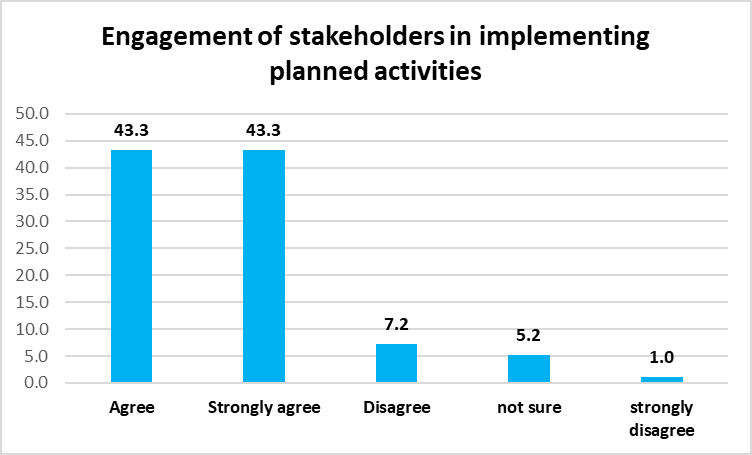 Engagement of stakeholders in implementing
planned activities
50.0
45.0
40.0
35.0
30.0
25.0
20.0
15.0
10.0
5.0
0.0
43.3
43.3
7.2
5.2
1.0
Agree
Strongly agree
Disagree
not sure
strongly
disagree